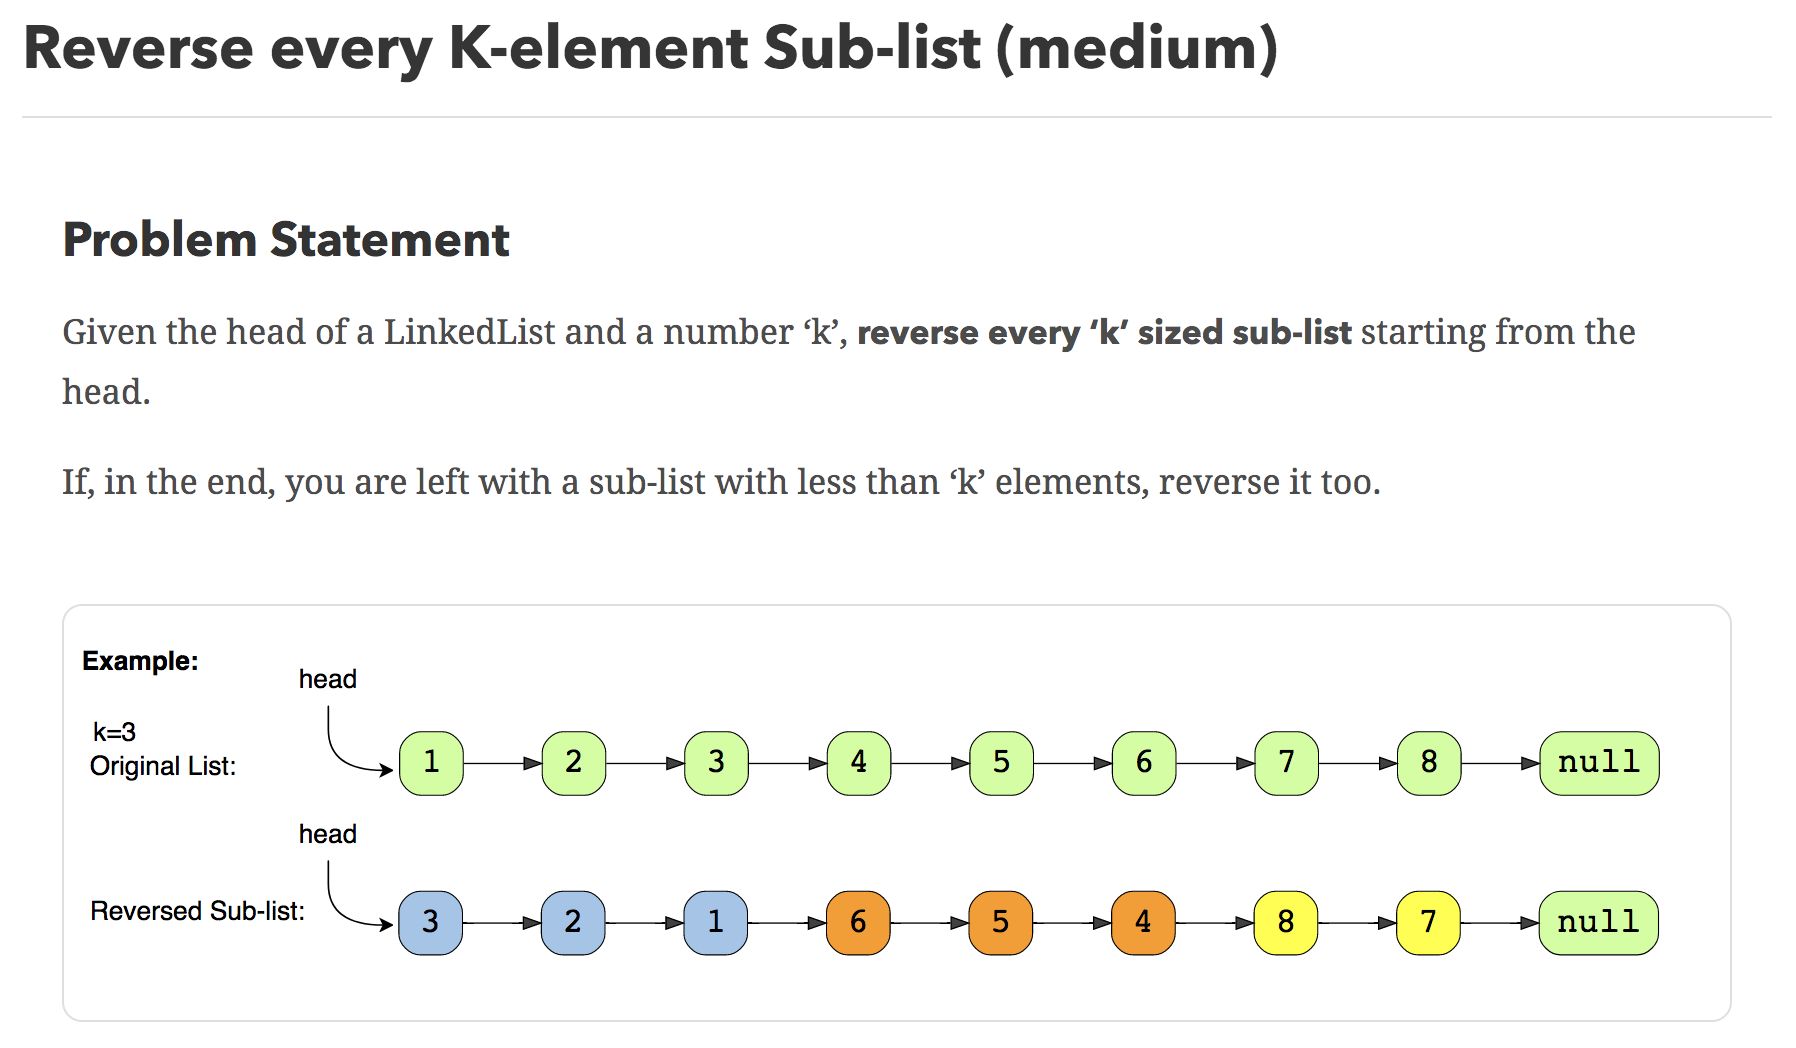 Reverse every K-element Sub-list (medium)
Problem Statement
Given the head of a LinkedList and a number ‘k’, reverse every ‘k’ sized sub-list starting from the
head.
If, in the end, you are left with a sub-list with less than ‘k’ elements, reverse it too.
Example:
head
k=3
Original List:
1 2 3 4 5 6 7 8 null
head
Reversed Sub-list:
3 2 1 6 5 4 8 7 null